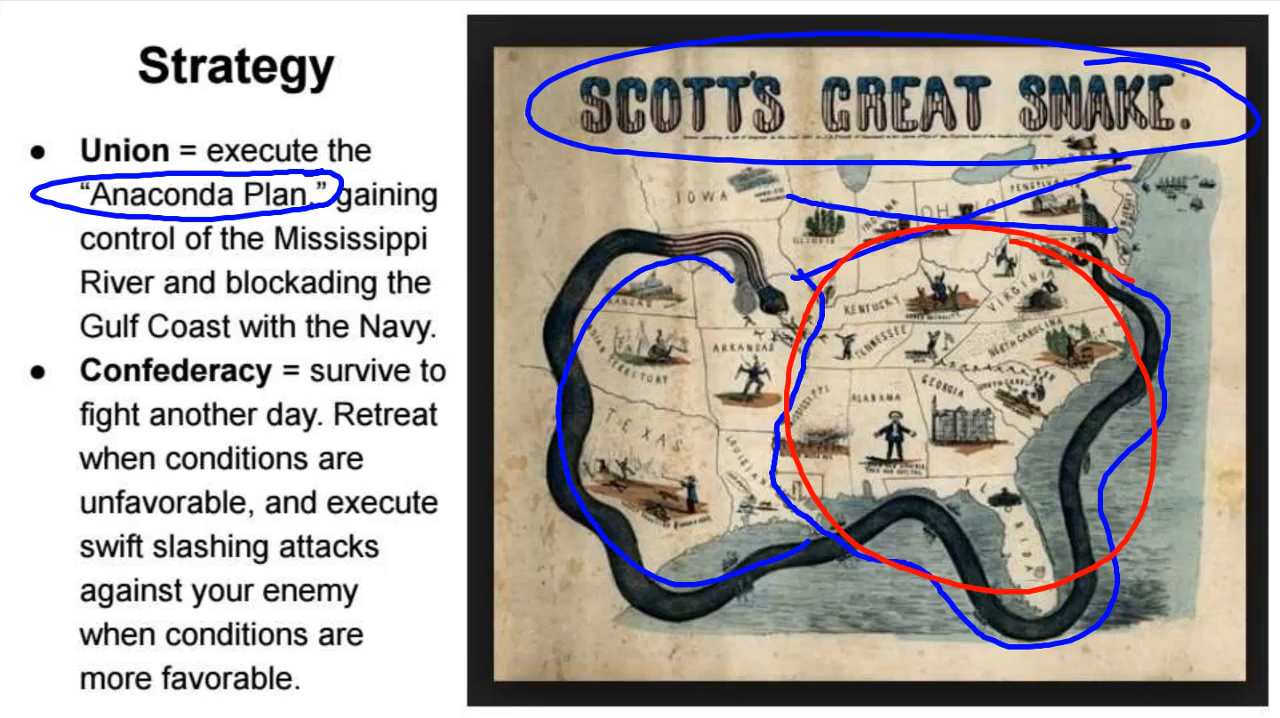 Strategy
● Union = execute the
“Anaconda Plan.” gaining
control of the Mississippi
River and blockading the
Gulf Coast with the Navy.
● Confederacy = survive to
fight another day. Retreat
when conditions are
unfavorable, and execute
swift slashing attacks
against your enemy
when conditions are
more favorable.
SCOTT'S GREAT SNAKE.
IOWA
ILLINOIS
INDIANA
OHIO
KANSAS
KENTUCKY
VIRGINIA
INDIAN TERRITORY
ARKANSAS
TENNESSEE
NORTH CAROLINA
MISSISSIPPI
ALABAMA
GEORGIA
TEXAS
FLORIDA